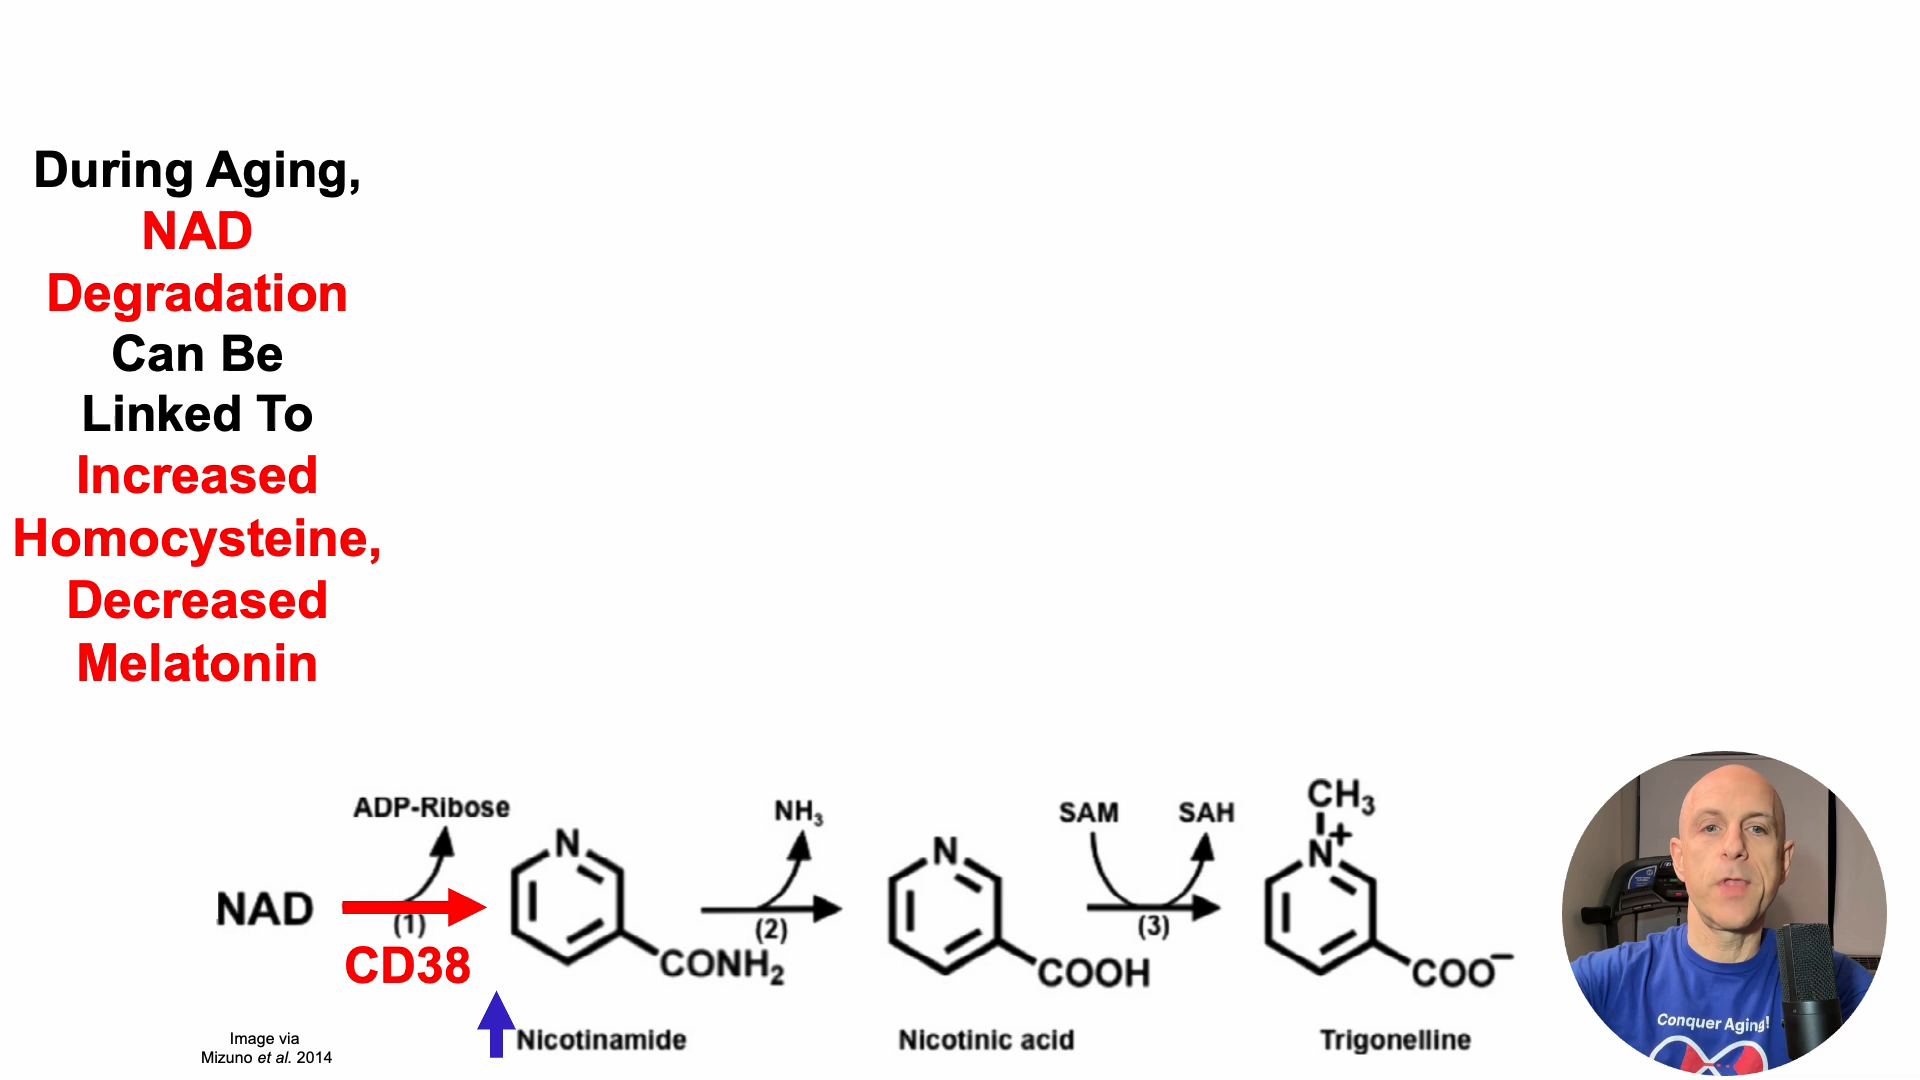 During Aging,
NAD
Degradation
Can Be
Linked To
Increased
Homocysteine,
Decreased
Melatonin
ADP-Ribose
NH₃
SAM
SAH
CH₃
N
N
N+
NAD
(1)
(2)
(3)
CD38
CONH₂
COOH
COO⁻
Image via
Mizuno et al. 2014
Nicotinamide
Nicotinic acid
Trigonelline
Conquer Aging!